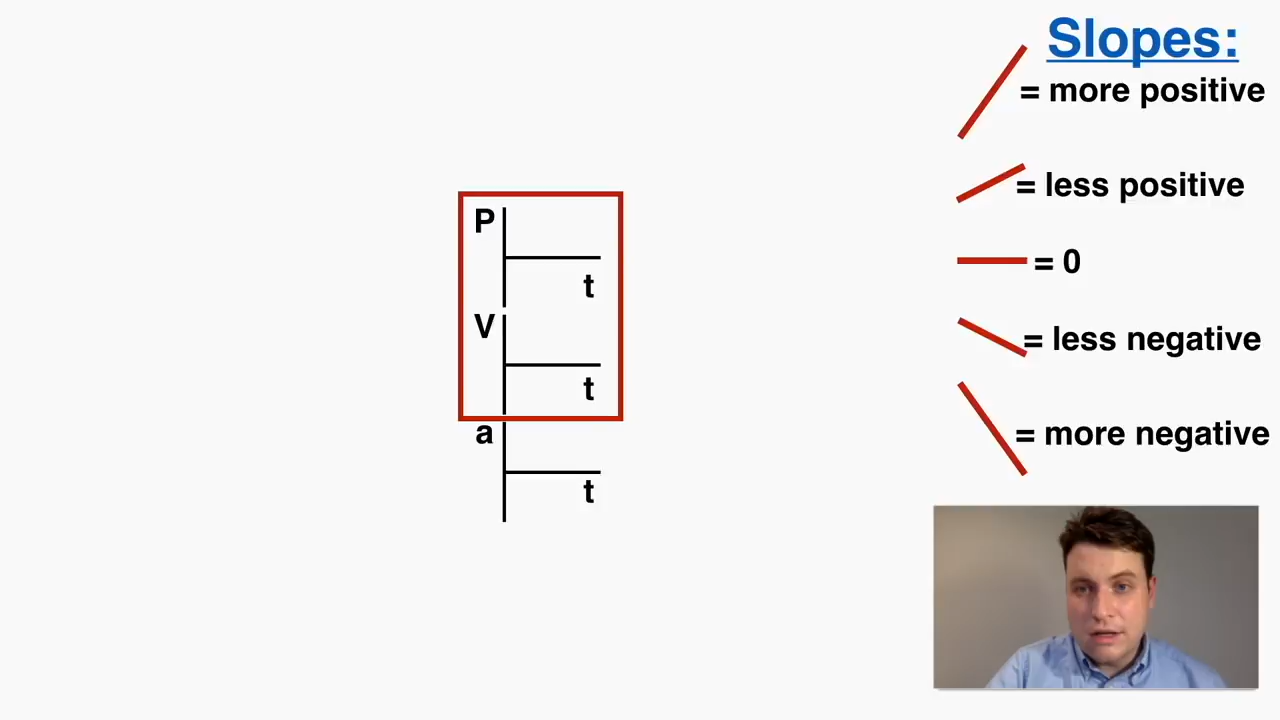 Slopes:
= more positive
= less positive
= 0
= less negative
= more negative
P
t
V
t
a
t